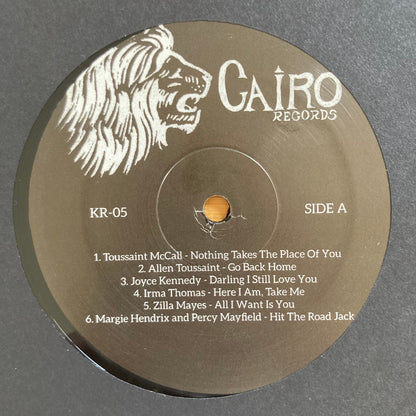 CAIRO
RECORDS
KR-05
SIDE A
1. Toussaint McCall - Nothing Takes The Place Of You
2. Allen Toussaint - Go Back Home
3. Joyce Kennedy - Darling I Still Love You
4. Irma Thomas - Here I Am, Take Me
5. Zilla Mayes - All I Want Is You
6. Margie Hendrix and Percy Mayfield - Hit The Road Jack